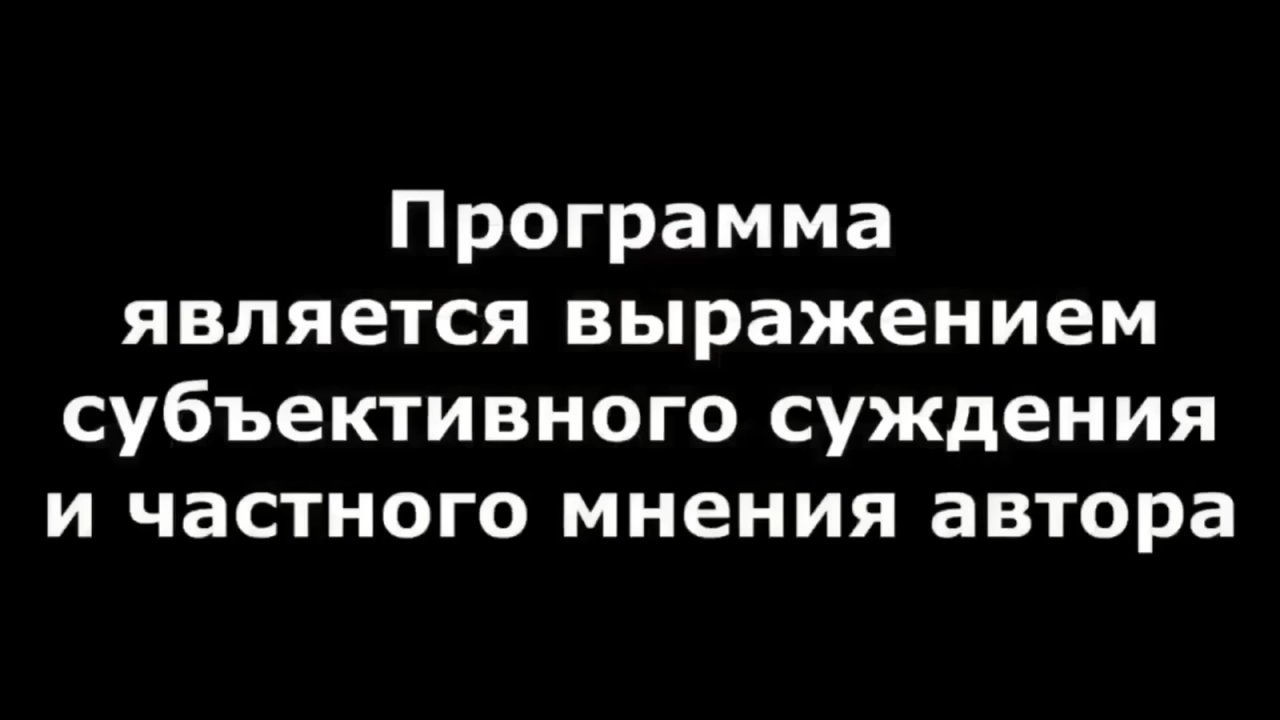 Программа
является выражением
субъективного суждения
и частного мнения автора